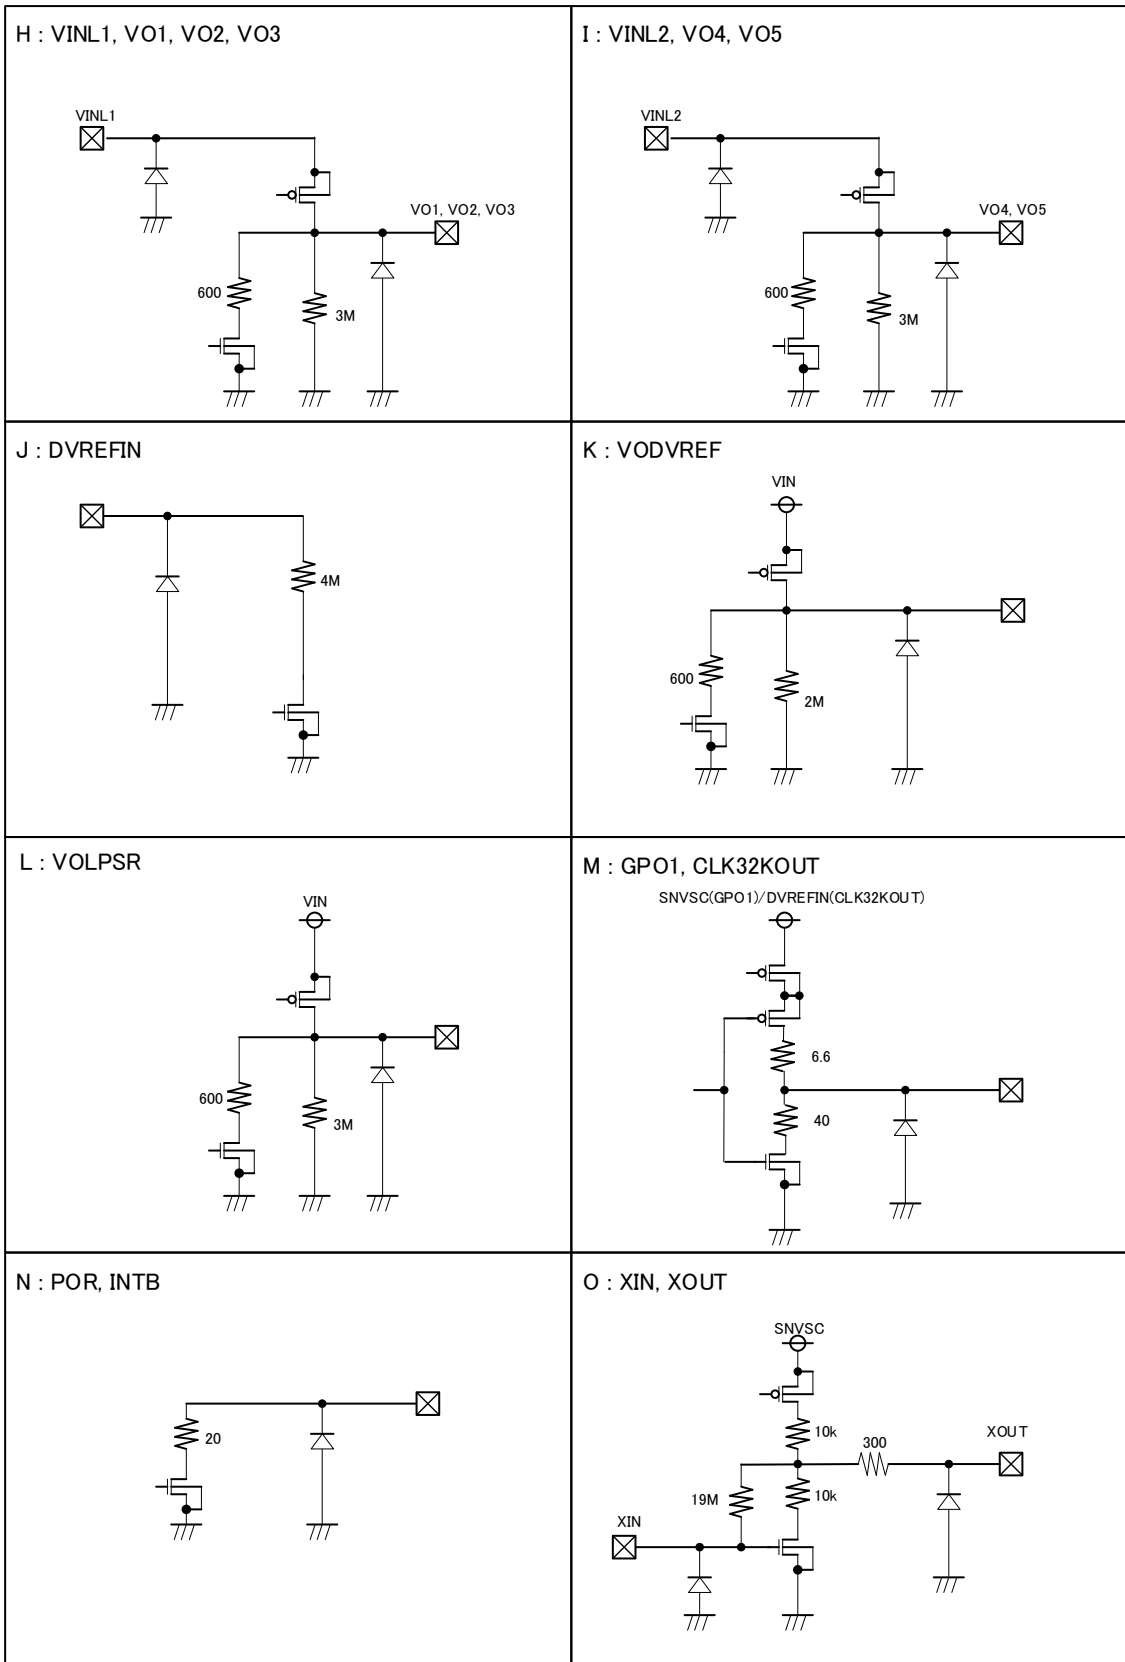 H : VINL1, VO1, VO2, VO3
VINL1
VO1, VO2, VO3
600
3M
I : VINL2, VO4, VO5
VINL2
VO4, VO5
600
3M
J : DVREFIN
4M
K : VODVREF
VIN
600
2M
L : VOLPSR
VIN
600
3M
M : GPO1, CLK32KOUT
SNVSC(GPO1)/DVREFIN(CLK32KOUT)
6.6
40
N : POR, INTB
20
O : XIN, XOUT
SNVSC
10k
300
XOUT
19M
10k
XIN